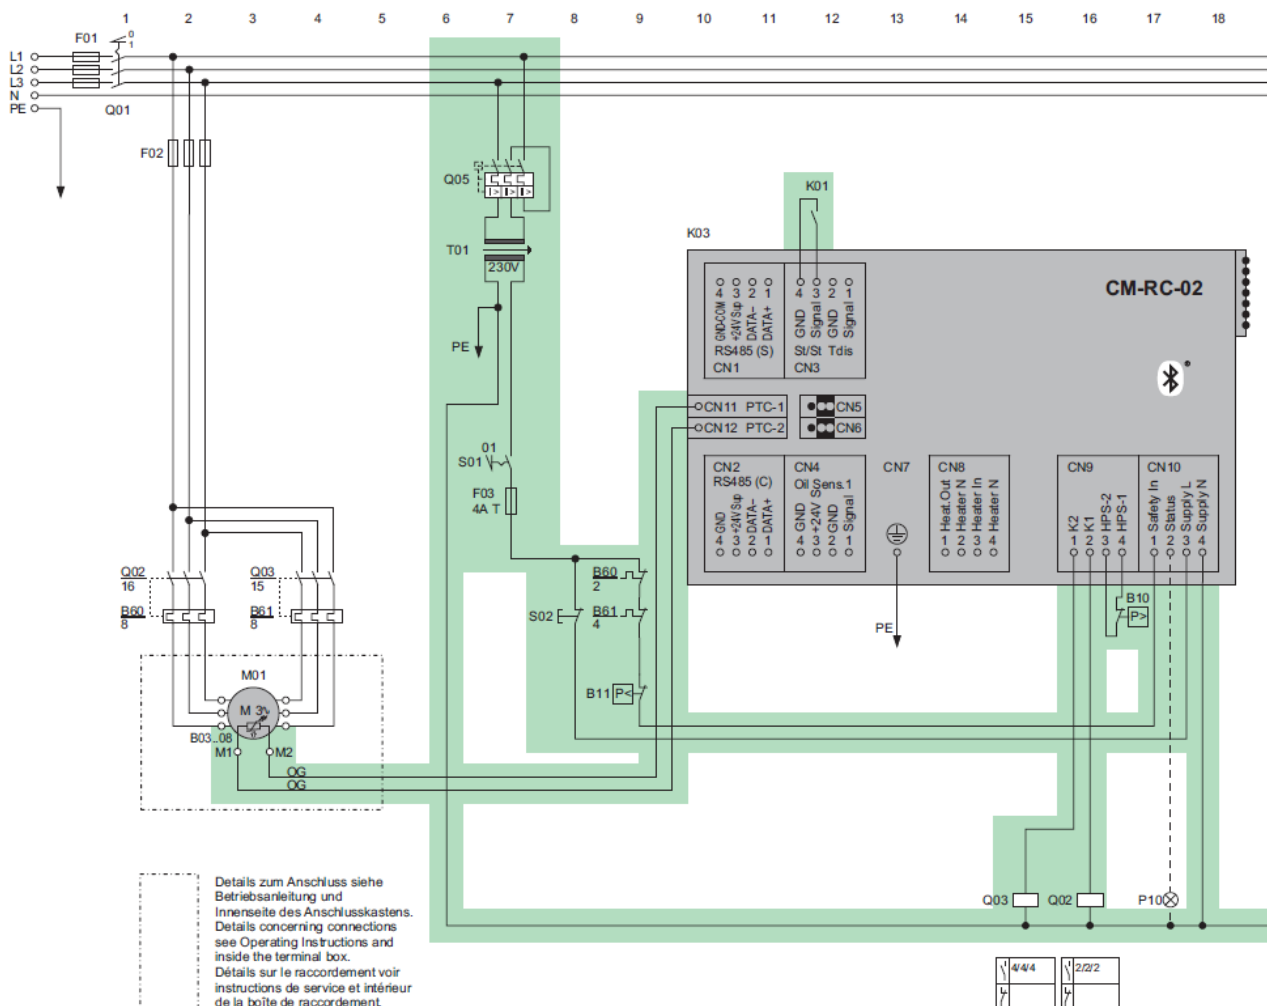 1 2 3 4 5 6 7 8 9 10 11 12 13 14 15 16 17 18
F01
0
1
L1
L2
L3
N
PE
Q01
F02
Q05
I> I> I>
T01
230V
PE
K01
K03
CM-RC-02
4 GND-COM
3 +24V Sup
2 DATA-
1 DATA+
RS485 (S)
CN1
4 GND
3 Signal
2 GND
1 Signal
St/St Tdis
CN3
CN11 PTC-1
CN12 PTC-2
CN5
CN6
01
S01
F03
4A T
CN2
RS485 (C)
4 GND
3 +24V Sup
2 DATA-
1 DATA+
CN4
Oil Sens.1
4 GND
3 +24V S
2 GND
1 Signal
CN7
CN8
1 Heat.Out
2 Heater N
3 Heater In
4 Heater N
CN9
1 K2
2 K1
3 HPS-2
4 HPS-1
CN10
1 Safety In
2 Status
3 Supply L
4 Supply N
Q02
16
Q03
15
B60
8
B61
8
B60
2
B61
4
S02
B10
P>
PE
B11 P<
M01
M 3~
B03..08
M1
M2
OG
OG
Q03
Q02
P10
4/4/4
2/2/2
Details zum Anschluss siehe
Betriebsanleitung und
Innenseite des Anschlusskastens.
Details concerning connections
see Operating Instructions and
inside the terminal box.
Détails sur le raccordement voir
instructions de service et intérieur
de la boîte de raccordement.